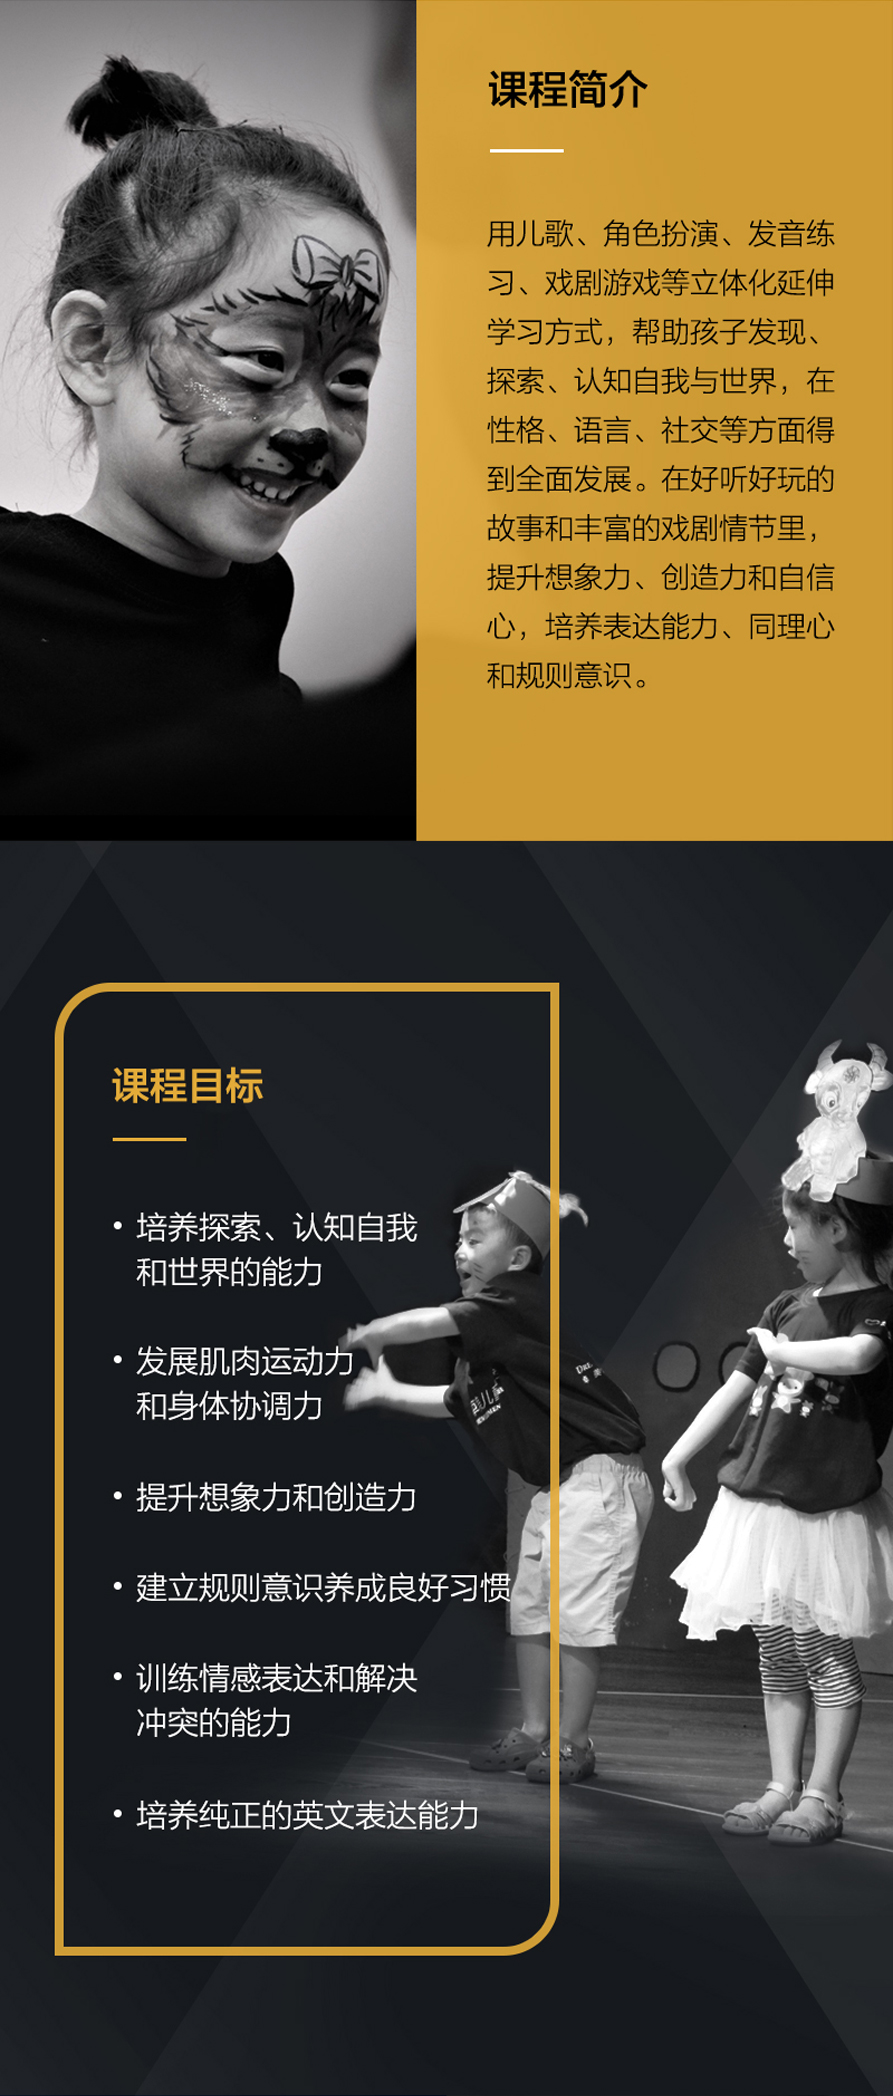 课程简介
用儿歌、角色扮演、发音练
习、戏剧游戏等立体化延伸
学习方式，帮助孩子发现、
探索、认知自我与世界，在
性格、语言、社交等方面得
到全面发展。在好听好玩的
故事和丰富的戏剧情节里，
提升想象力、创造力和自信
心，培养表达能力、同理心
和规则意识。
课程目标
• 培养探索、认知自我
和世界的能力
• 发展肌肉运动力
和身体协调力
• 提升想象力和创造力
• 建立规则意识养成良好习惯
• 训练情感表达和解决
冲突的能力
• 培养纯正的英文表达能力